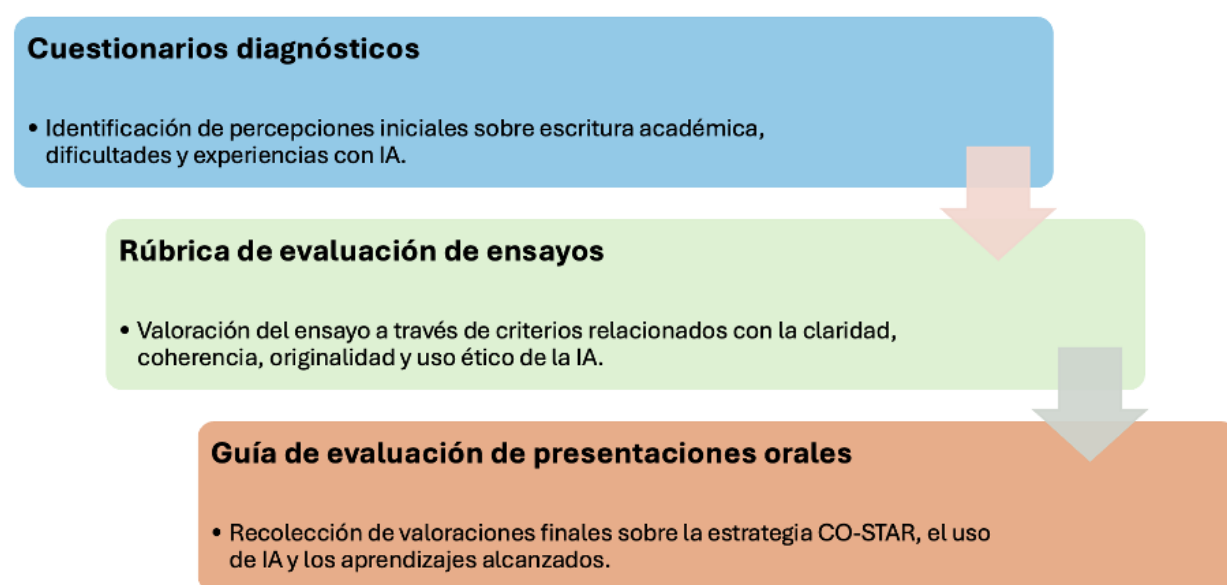 Cuestionarios diagnósticos
• Identificación de percepciones iniciales sobre escritura académica,
dificultades y experiencias con IA.
Rúbrica de evaluación de ensayos
• Valoración del ensayo a través de criterios relacionados con la claridad,
coherencia, originalidad y uso ético de la IA.
Guía de evaluación de presentaciones orales
• Recolección de valoraciones finales sobre la estrategia CO-STAR, el uso
de IA y los aprendizajes alcanzados.